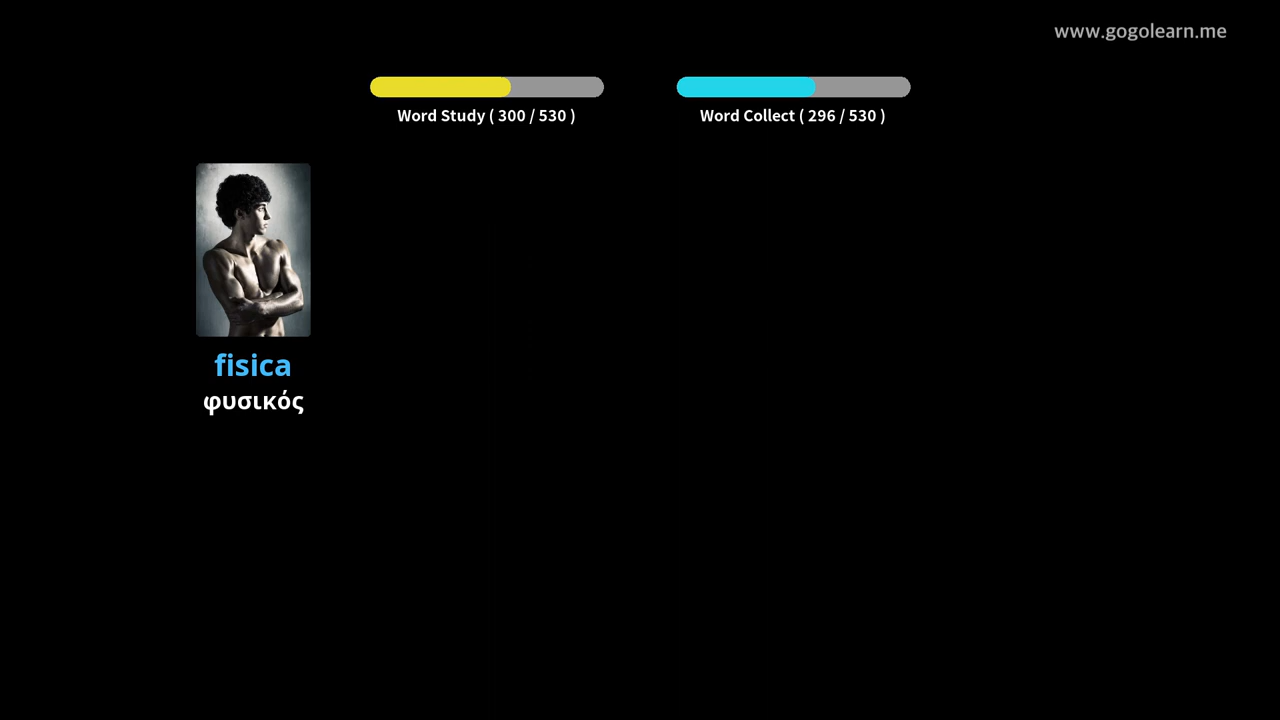 www.gogolearn.me
Word Study ( 300 / 530 )
Word Collect ( 296 / 530 )
fisica
φυσικός